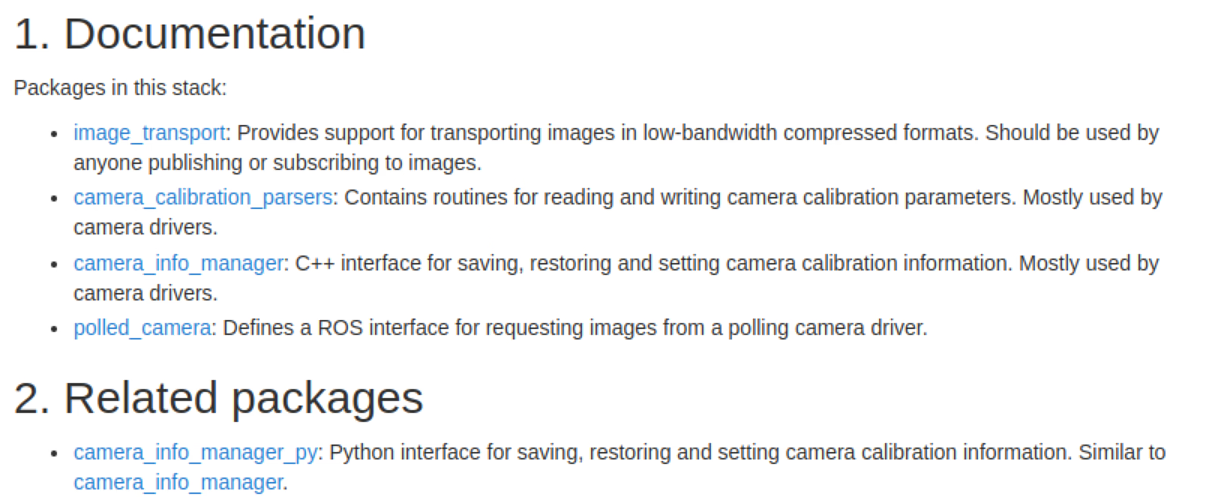 1. Documentation
Packages in this stack:
• image_transport: Provides support for transporting images in low-bandwidth compressed formats. Should be used by
anyone publishing or subscribing to images.
• camera_calibration_parsers: Contains routines for reading and writing camera calibration parameters. Mostly used by
camera drivers.
• camera_info_manager: C++ interface for saving, restoring and setting camera calibration information. Mostly used by
camera drivers.
• polled_camera: Defines a ROS interface for requesting images from a polling camera driver.
2. Related packages
• camera_info_manager_py: Python interface for saving, restoring and setting camera calibration information. Similar to
camera_info_manager.